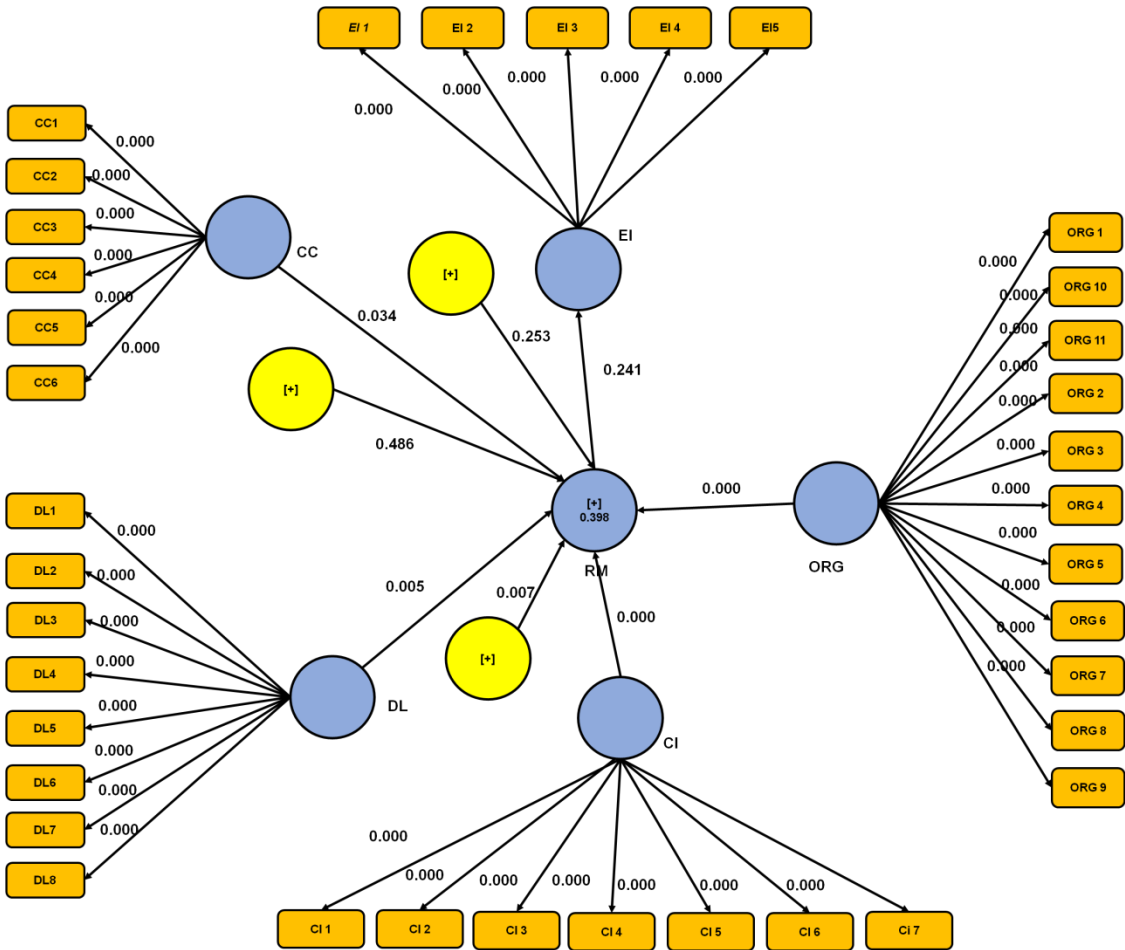 EI 1
EI 2
EI 3
EI 4
EI5
0.000
0.000
0.000
0.000
0.000
CC1
CC2
CC3
CC4
CC5
CC6
0.000
0.000
0.000
0.000
0.000
0.000
CC
EI
[+]
[+]
0.034
0.253
0.241
0.486
ORG 1
ORG 10
ORG 11
ORG 2
ORG 3
ORG 4
ORG 5
ORG 6
ORG 7
ORG 8
ORG 9
0.000
0.000
0.000
0.000
0.000
0.000
0.000
0.000
0.000
0.000
0.000
ORG
0.000
[+]
0.398
RM
DL1
DL2
DL3
DL4
DL5
DL6
DL7
DL8
0.000
0.000
0.000
0.000
0.000
0.000
0.000
0.000
DL
0.005
0.007
0.000
[+]
CI
0.000
0.000
0.000
0.000
0.000
0.000
0.000
CI 1
CI 2
CI 3
CI 4
CI 5
CI 6
Ci 7